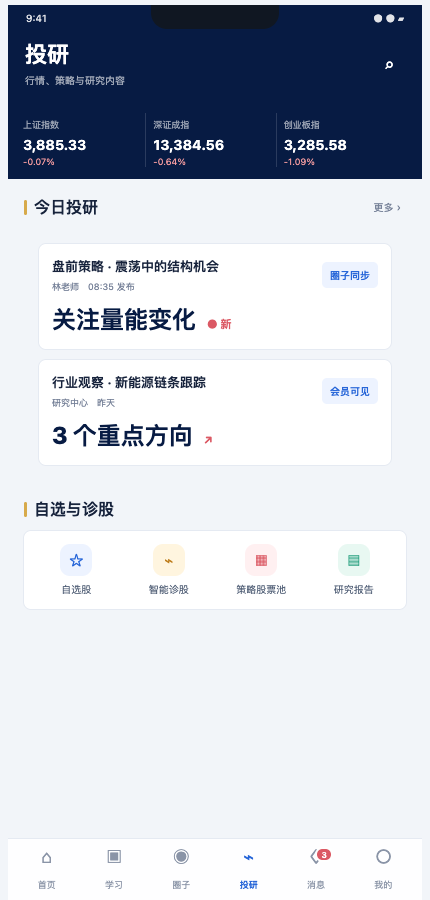 9:41
投研
行情、策略与研究内容
上证指数
3,885.33
-0.07%
深证成指
13,384.56
-0.64%
创业板指
3,285.58
-1.09%
今日投研
更多 ›
盘前策略 · 震荡中的结构机会
林老师 08:35 发布
圈子同步
关注量能变化
新
行业观察 · 新能源链条跟踪
研究中心 昨天
会员可见
3 个重点方向
自选与诊股
自选股
智能诊股
策略股票池
研究报告
3
首页
学习
圈子
投研
消息
我的